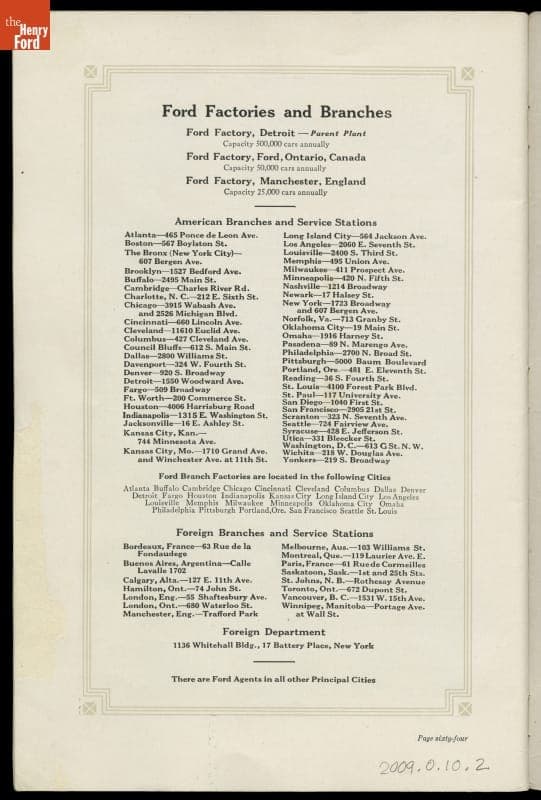 the
Henry
Ford
Ford Factories and Branches
Ford Factory, Detroit — Parent Plant
Capacity 500,000 cars annually
Ford Factory, Ford, Ontario, Canada
Capacity 50,000 cars annually
Ford Factory, Manchester, England
Capacity 25,000 cars annually
American Branches and Service Stations
Atlanta—465 Ponce de Leon Ave.
Boston—567 Boylston St.
The Bronx (New York City)—
607 Bergen Ave.
Brooklyn—1527 Bedford Ave.
Buffalo—2495 Main St.
Cambridge—Charles River Rd.
Charlotte, N. C.—212 E. Sixth St.
Chicago—3915 Wabash Ave.
and 2526 Michigan Blvd.
Cincinnati—660 Lincoln Ave.
Cleveland—11610 Euclid Ave.
Columbus—427 Cleveland Ave.
Council Bluffs—612 S. Main St.
Dallas—2800 Williams St.
Davenport—324 W. Fourth St.
Denver—920 S. Broadway
Detroit—1550 Woodward Ave.
Fargo—509 Broadway
Ft. Worth—200 Commerce St.
Houston—4006 Harrisburg Road
Indianapolis—1315 E. Washington St.
Jacksonville—16 E. Ashley St.
Kansas City, Kan.—
744 Minnesota Ave.
Kansas City, Mo.—1710 Grand Ave.
and Winchester Ave. at 11th St.
Long Island City—564 Jackson Ave.
Los Angeles—2060 E. Seventh St.
Louisville—2400 S. Third St.
Memphis—495 Union Ave.
Milwaukee—411 Prospect Ave.
Minneapolis—420 N. Fifth St.
Nashville—1214 Broadway
Newark—17 Halsey St.
New York—1723 Broadway
and 607 Bergen Ave.
Norfolk, Va.—713 Granby St.
Oklahoma City—19 Main St.
Omaha—1916 Harney St.
Pasadena—89 N. Marengo Ave.
Philadelphia—2700 N. Broad St.
Pittsburgh—5000 Baum Boulevard
Portland, Ore.—481 E. Eleventh St.
Reading—36 S. Fourth St.
St. Louis—4100 Forest Park Blvd.
St. Paul—117 University Ave.
San Diego—1040 First St.
San Francisco—2905 21st St.
Scranton—323 N. Seventh Ave.
Seattle—724 Fairview Ave.
Syracuse—428 E. Jefferson St.
Utica—331 Bleecker St.
Washington, D. C.—613 G St. N. W.
Wichita—218 W. Douglas Ave.
Yonkers—219 S. Broadway
Ford Branch Factories are located in the following Cities
Atlanta Buffalo Cambridge Chicago Cincinnati Cleveland Columbus Dallas Denver
Detroit Fargo Houston Indianapolis Kansas City Long Island City Los Angeles
Louisville Memphis Milwaukee Minneapolis Oklahoma City Omaha
Philadelphia Pittsburgh Portland, Ore. San Francisco Seattle St. Louis
Foreign Branches and Service Stations
Bordeaux, France—63 Rue de la
Fondaudege
Buenos Aires, Argentina—Calle
Lavalle 1702
Calgary, Alta.—127 E. 11th Ave.
Hamilton, Ont.—74 John St.
London, Eng.—55 Shaftesbury Ave.
London, Ont.—680 Waterloo St.
Manchester, Eng.—Trafford Park
Melbourne, Aus.—103 Williams St.
Montreal, Que.—119 Laurier Ave. E.
Paris, France—61 Rue de Cormeilles
Saskatoon, Sask.—1st and 25th Sts.
St. Johns, N. B.—Rothesay Avenue
Toronto, Ont.—672 Dupont St.
Vancouver, B. C.—1531 W. 15th Ave.
Winnipeg, Manitoba—Portage Ave.
at Wall St.
Foreign Department
1136 Whitehall Bldg., 17 Battery Place, New York
There are Ford Agents in all other Principal Cities
Page sixty-four
2009.0.10.2